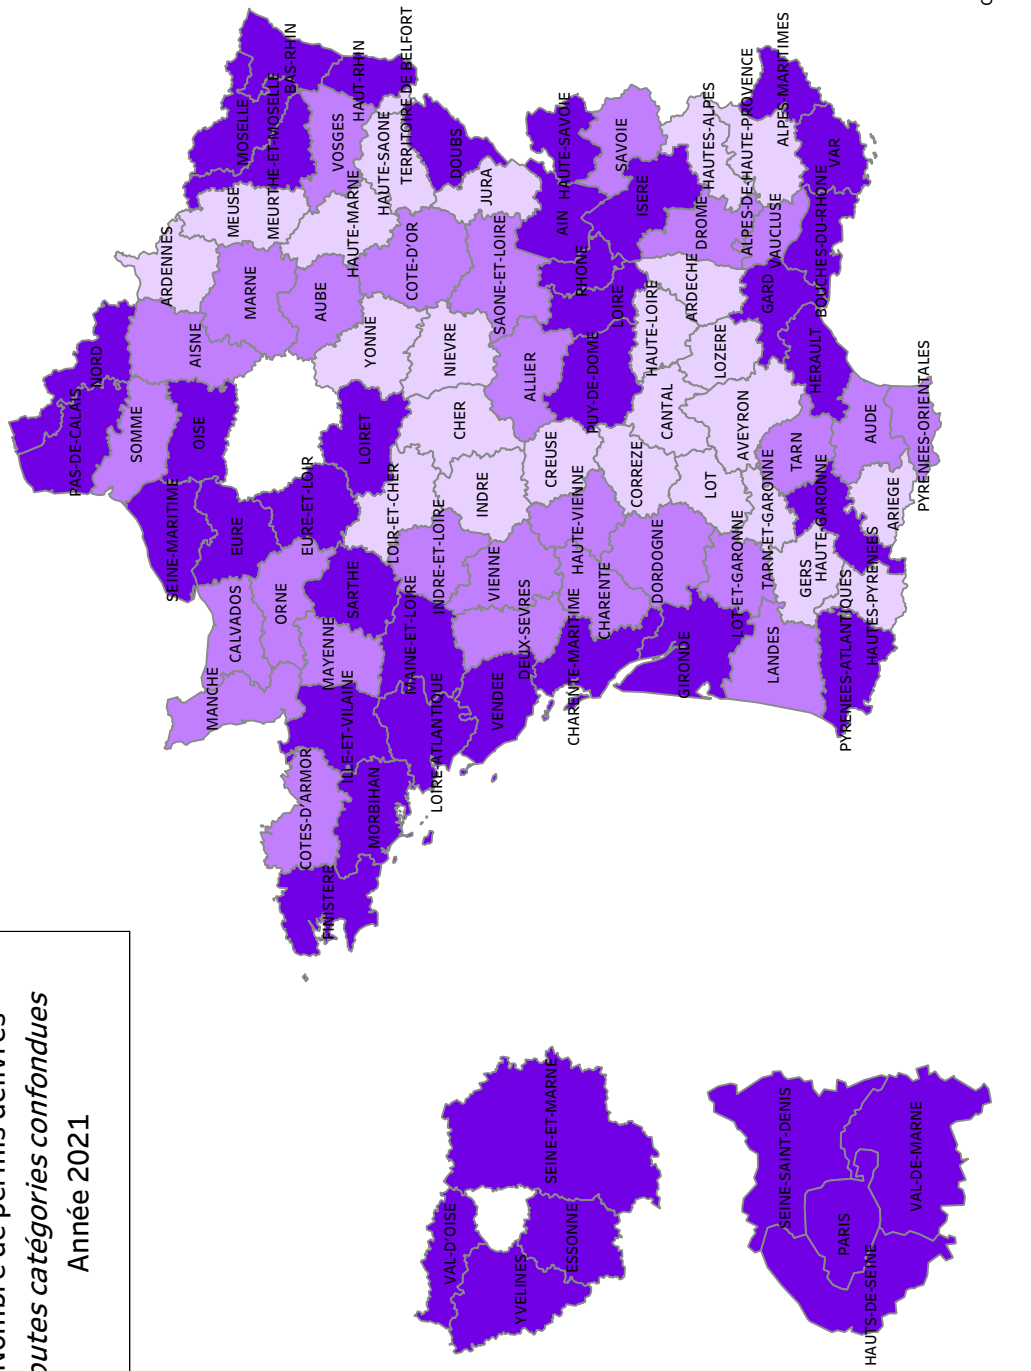 Nombre de permis délivrés
outes catégories confondues
Année 2021
PAS-DE-CALAIS
NORD
SOMME
AISNE
ARDENNES
OISE
SEINE-MARITIME
EURE
MARNE
MEUSE
MOSELLE
MEURTHE-ET-MOSELLE
BAS-RHIN
HAUT-RHIN
VOSGES
MANCHE
CALVADOS
ORNE
EURE-ET-LOIR
AUBE
HAUTE-MARNE
HAUTE-SAONE
TERRITOIRE-DE-BELFORT
FINISTERE
COTES-D'ARMOR
MORBIHAN
ILLE-ET-VILAINE
MAYENNE
SARTHE
LOIRET
YONNE
COTE-D'OR
DOUBS
JURA
LOIRE-ATLANTIQUE
MAINE-ET-LOIRE
INDRE-ET-LOIRE
LOIR-ET-CHER
CHER
NIEVRE
SAONE-ET-LOIRE
VENDEE
DEUX-SEVRES
VIENNE
INDRE
ALLIER
AIN
HAUTE-SAVOIE
CHARENTE-MARITIME
CHARENTE
HAUTE-VIENNE
CREUSE
PUY-DE-DOME
LOIRE
RHONE
ISERE
SAVOIE
GIRONDE
DORDOGNE
CORREZE
CANTAL
HAUTE-LOIRE
ARDECHE
DROME
HAUTES-ALPES
LANDES
LOT-ET-GARONNE
LOT
AVEYRON
LOZERE
GARD
VAUCLUSE
ALPES-DE-HAUTE-PROVENCE
ALPES-MARITIMES
PYRENEES-ATLANTIQUES
HAUTES-PYRENEES
GERS
TARN-ET-GARONNE
HAUTE-GARONNE
TARN
HERAULT
BOUCHES-DU-RHONE
VAR
ARIEGE
AUDE
PYRENEES-ORIENTALES
VAL-D'OISE
YVELINES
ESSONNE
SEINE-ET-MARNE
HAUTS-DE-SEINE
PARIS
SEINE-SAINT-DENIS
VAL-DE-MARNE